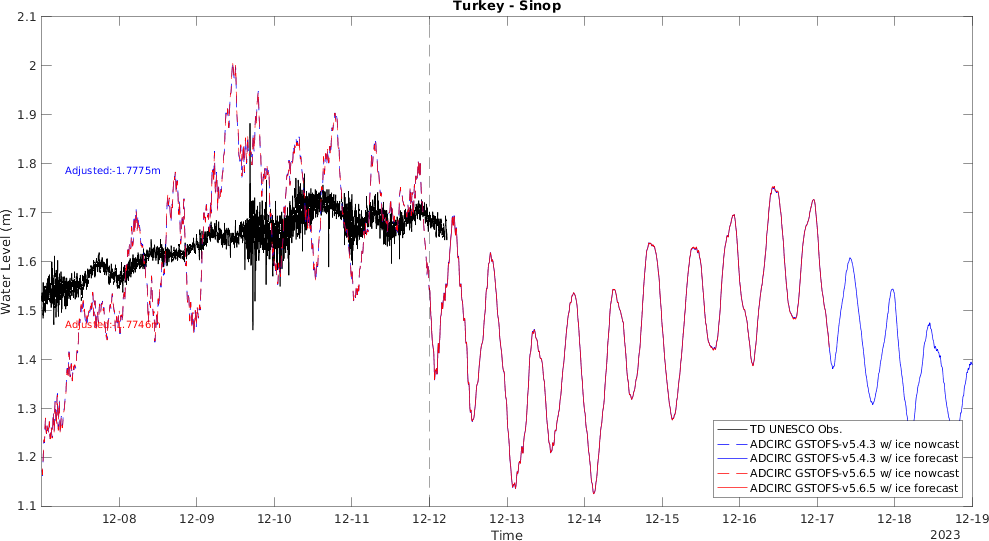 Turkey - Sinop
2.1
2
1.9
1.8
1.7
1.6
1.5
1.4
1.3
1.2
1.1
Water Level (m)
Adjusted:-1.7775m
Adjusted:-1.7746m
TD UNESCO Obs.
ADCIRC GSTOFS-v5.4.3 w/ ice nowcast
ADCIRC GSTOFS-v5.4.3 w/ ice forecast
ADCIRC GSTOFS-v5.6.5 w/ ice nowcast
ADCIRC GSTOFS-v5.6.5 w/ ice forecast
12-08 12-09 12-10 12-11 12-12 12-13 12-14 12-15 12-16 12-17 12-18 12-19
Time
2023